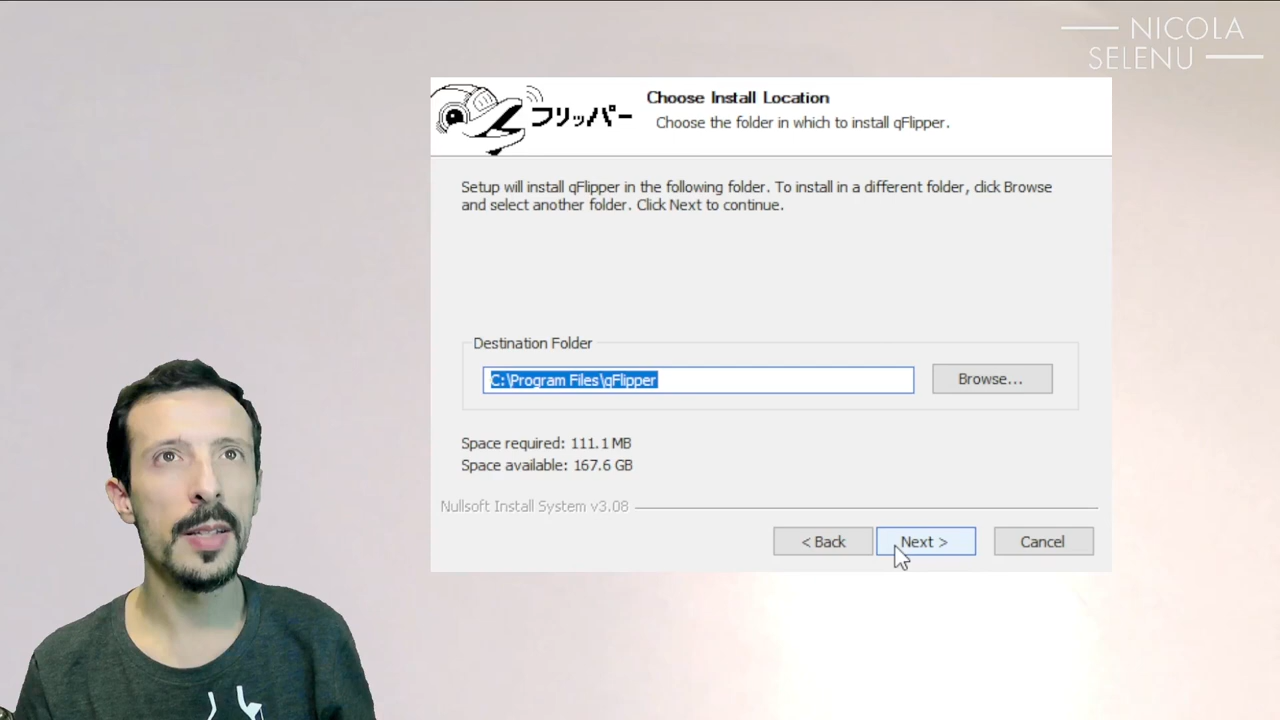 NICOLA
SELENU
フリッパー
Choose Install Location
Choose the folder in which to install qFlipper.
Setup will install qFlipper in the following folder. To install in a different folder, click Browse
and select another folder. Click Next to continue.
Destination Folder
C:\Program Files\qFlipper
Browse...
Space required: 111.1 MB
Space available: 167.6 GB
Nullsoft Install System v3.08
< Back
Next >
Cancel